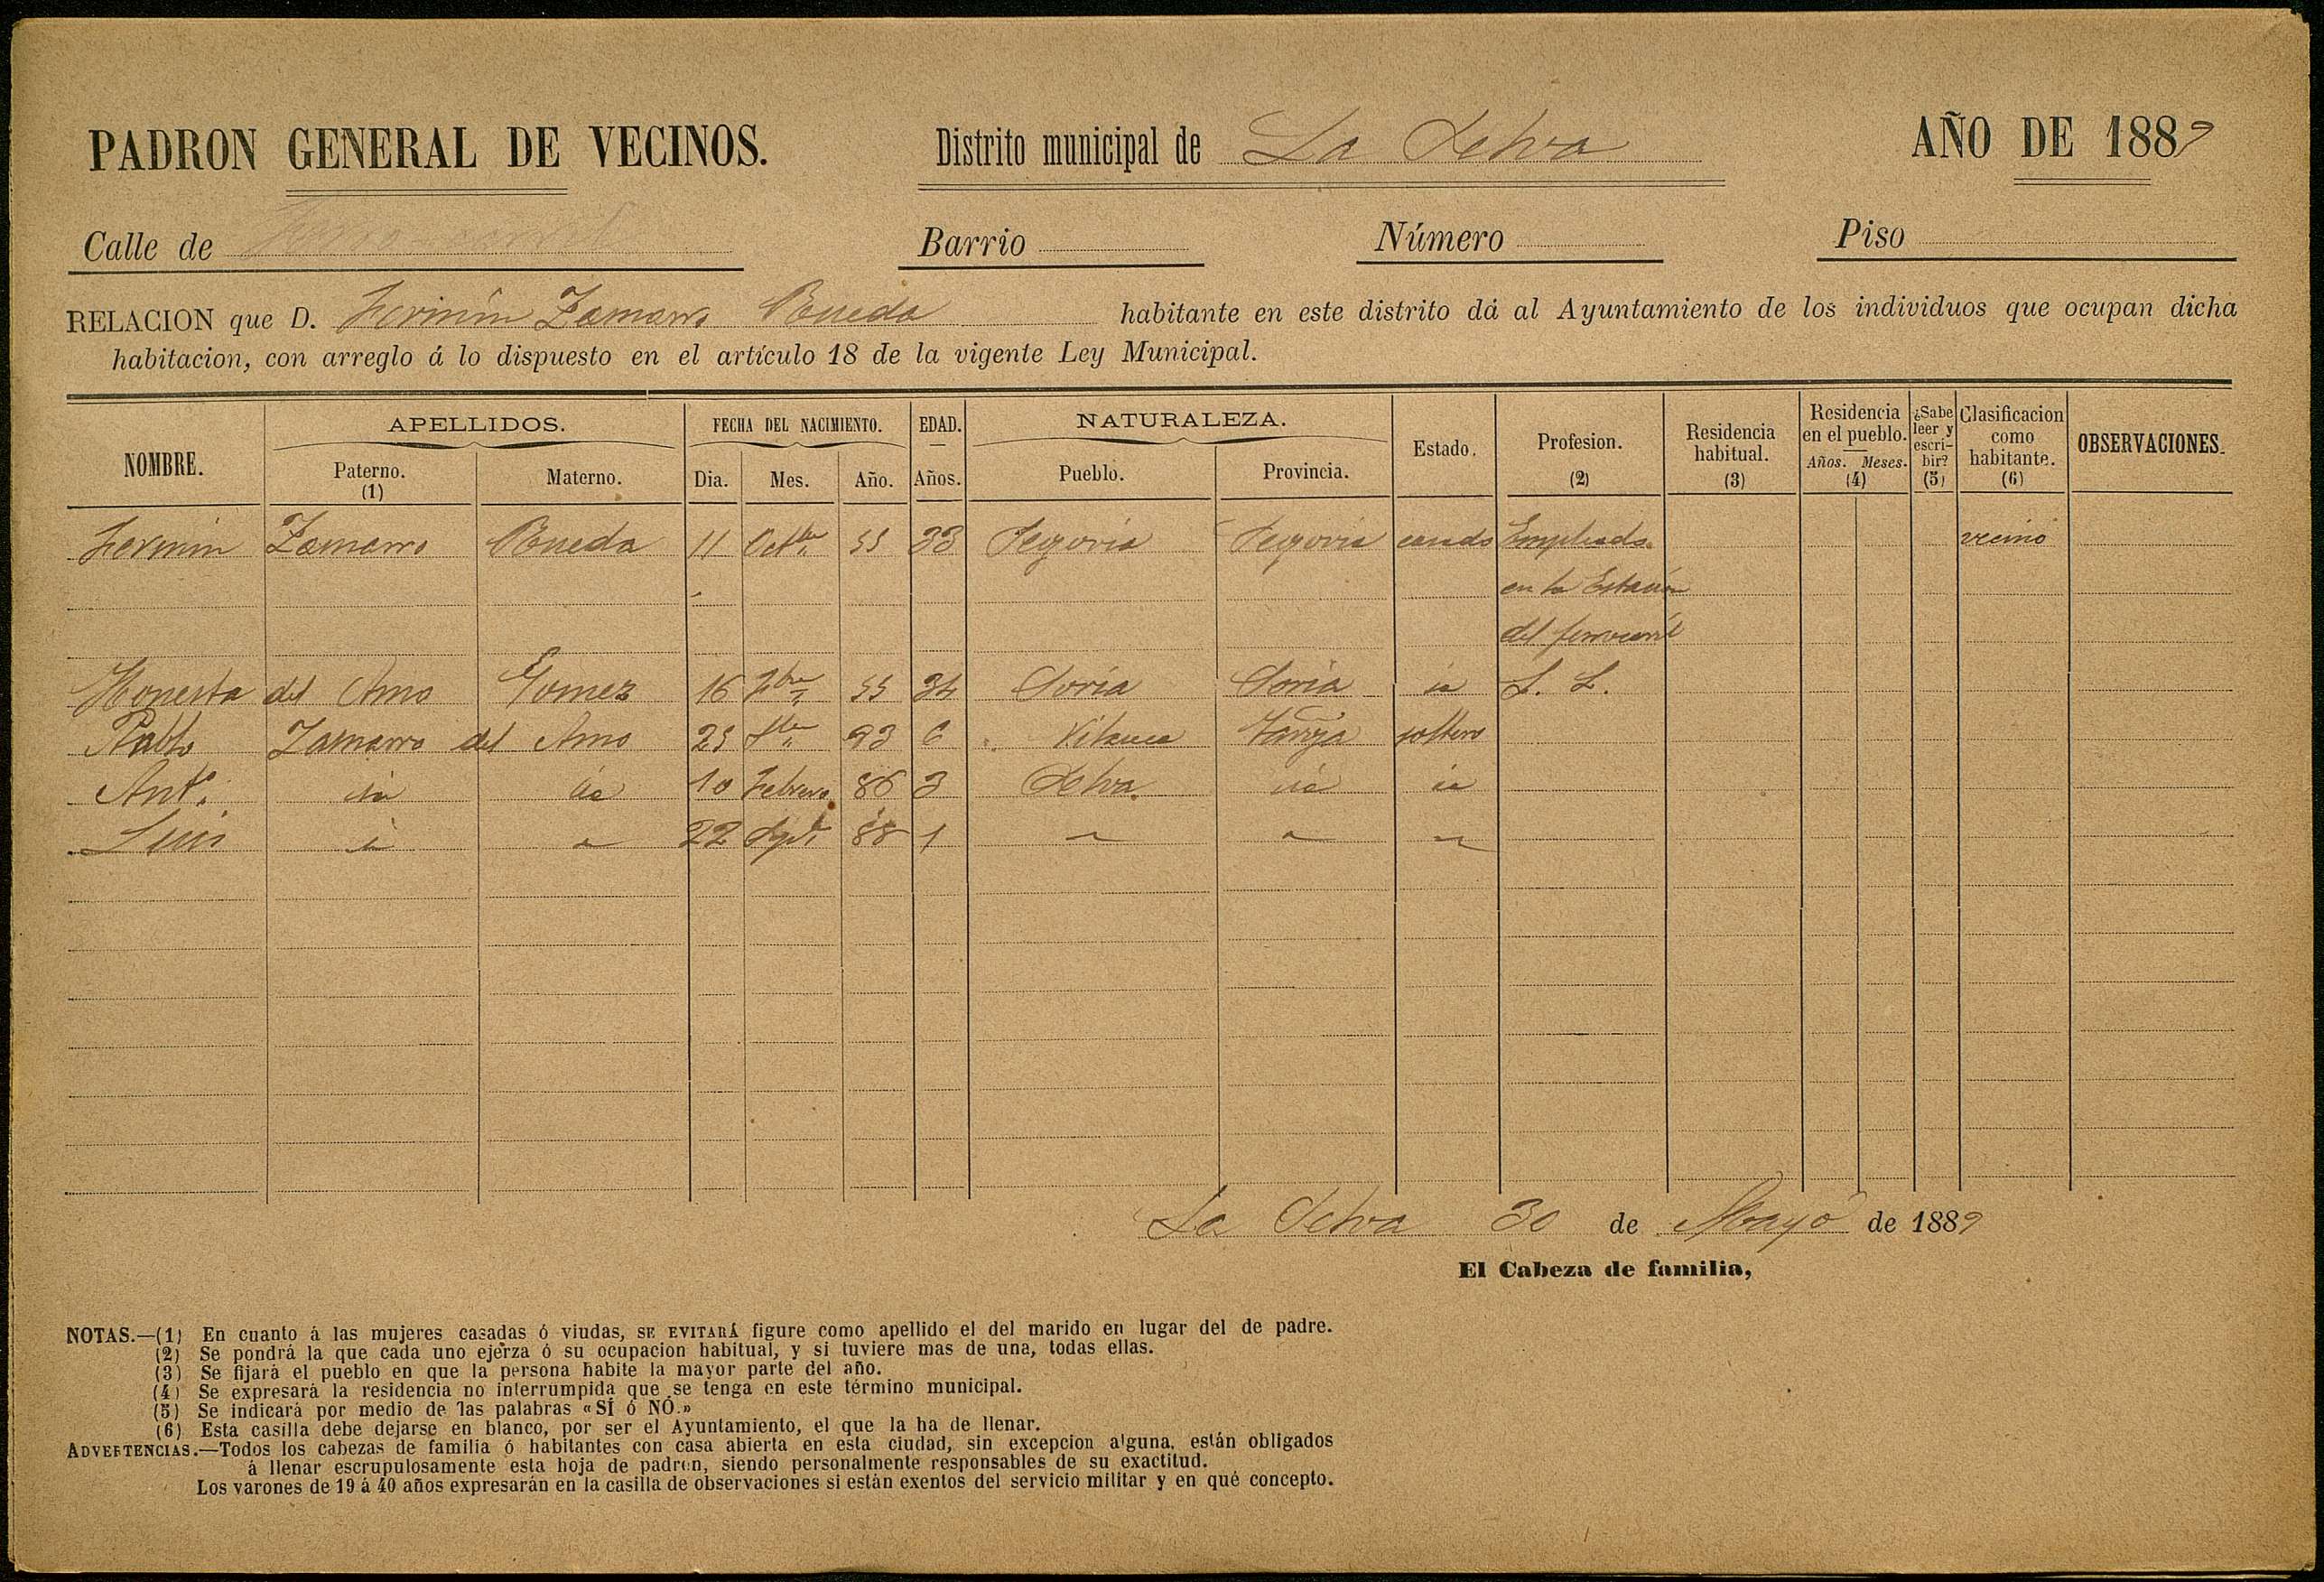 PADRON GENERAL DE VECINOS. Distrito municipal de La Selva AÑO DE 1889
Calle de Ferro-carril Barrio Número Piso
RELACION que D. Fermin Zamarro Rueda habitante en este distrito dá al Ayuntamiento de los individuos que ocupan dicha
habitacion, con arreglo á lo dispuesto en el artículo 18 de la vigente Ley Municipal.
NOMBRE. APELLIDOS. Paterno. (1) Materno. FECHA DEL NACIMIENTO. Dia. Mes. Año. EDAD. Años. NATURALEZA. Pueblo. Provincia. Estado. Profesion. (2) Residencia habitual. (3) Residencia en el pueblo. Años. Meses. (4) ¿Sabe leer y escribir? (5) Clasificacion como habitante. (6) OBSERVACIONES.
Fermin Zamarro Rueda 11 Octbre 55 33 Segovia Segovia casado Empleado vecino
en la Estacion
del ferrocarril
Honesta del Amo Gomez 16 55 34 Soria Soria id S. L.
Pablo Zamarro del Amo 25 93 6 Vilaseca soltero
Anto. id id 10 Febrero 86 3 Selva id id
Luis id 22 88 1
La Selva 30 de Mayo de 1889
El Cabeza de familia,
NOTAS.—(1) En cuanto á las mujeres casadas ó viudas, SE EVITARÁ figure como apellido el del marido en lugar del de padre.
(2) Se pondrá la que cada uno ejerza ó su ocupacion habitual, y si tuviere mas de una, todas ellas.
(3) Se fijará el pueblo en que la persona habite la mayor parte del año.
(4) Se expresará la residencia no interrumpida que se tenga en este término municipal.
(5) Se indicará por medio de las palabras «SÍ ó NO.»
(6) Esta casilla debe dejarse en blanco, por ser el Ayuntamiento, el que la ha de llenar.
ADVERTENCIAS.—Todos los cabezas de familia ó habitantes con casa abierta en esta ciudad, sin excepcion alguna, están obligados
á llenar escrupulosamente esta hoja de padron, siendo personalmente responsables de su exactitud.
Los varones de 19 á 40 años expresarán en la casilla de observaciones si están exentos del servicio militar y en qué concepto.